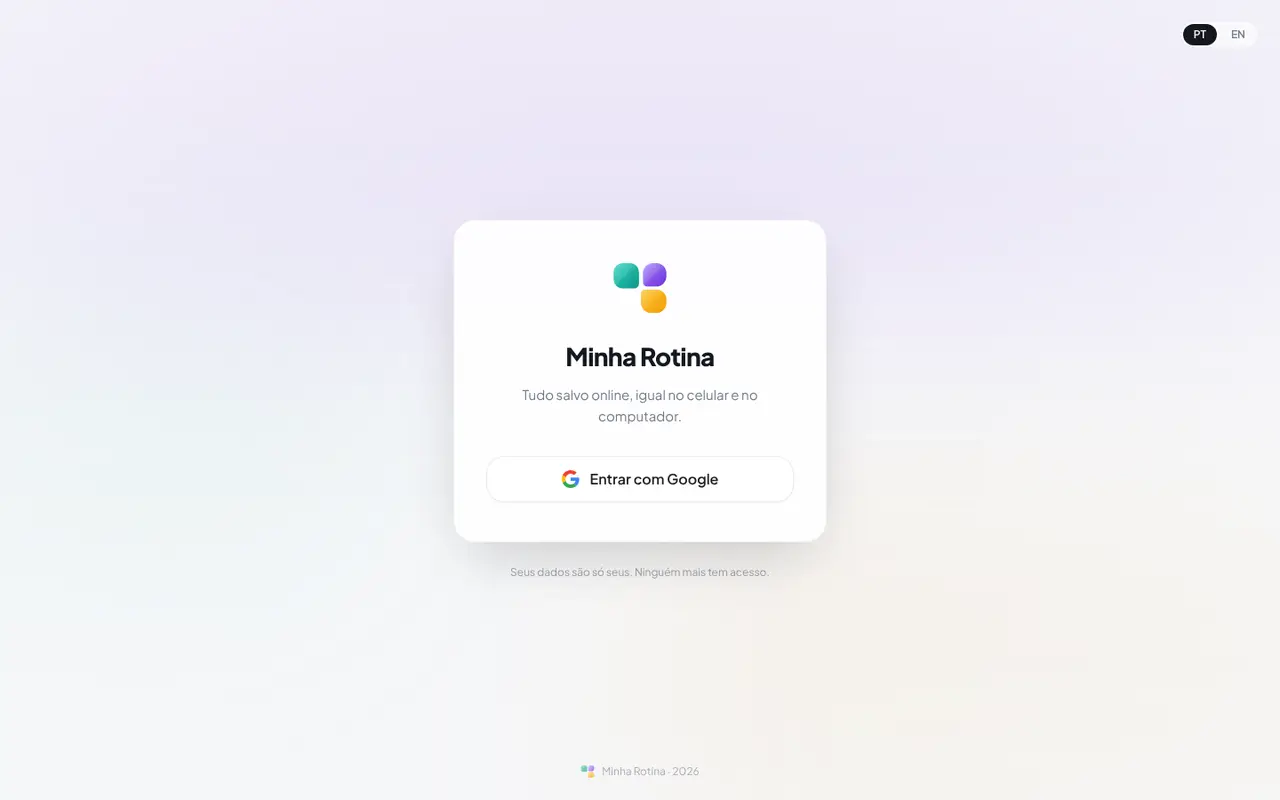 PT EN
Minha Rotina
Tudo salvo online, igual no celular e no
computador.
Entrar com Google
Seus dados são só seus. Ninguém mais tem acesso.
Minha Rotina · 2026